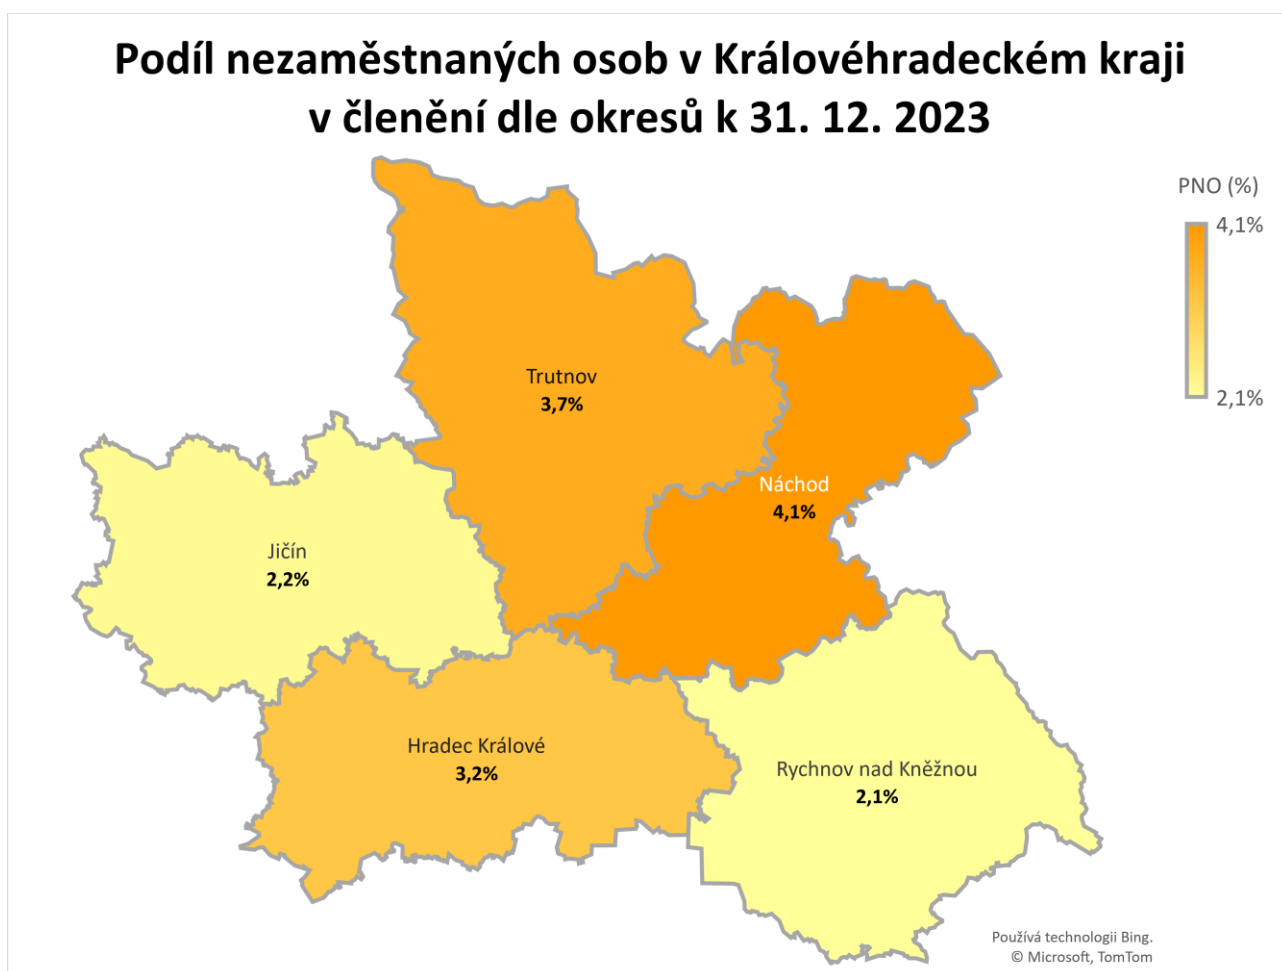 Podíl nezaměstnaných osob v Královéhradeckém kraji
v členění dle okresů k 31. 12. 2023
PNO (%)
4,1%
2,1%
Trutnov
3,7%
Náchod
4,1%
Jičín
2,2%
Hradec Králové
3,2%
Rychnov nad Kněžnou
2,1%
Používá technologii Bing.
© Microsoft, TomTom